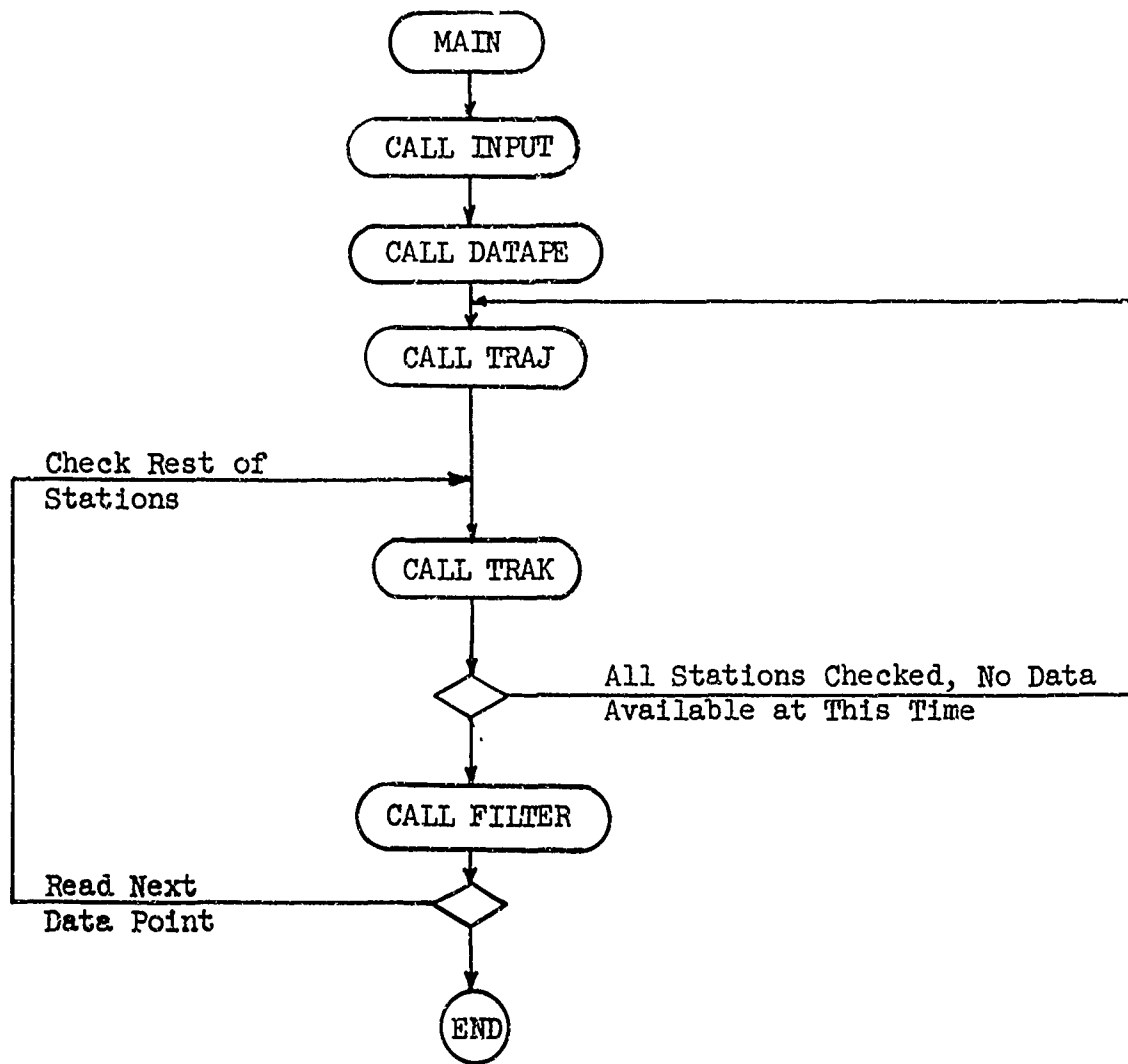 MAIN
CALL INPUT
CALL DATAPE
CALL TRAJ
Check Rest of
Stations
CALL TRAK
All Stations Checked, No Data
Available at This Time
CALL FILTER
Read Next
Data Point
END